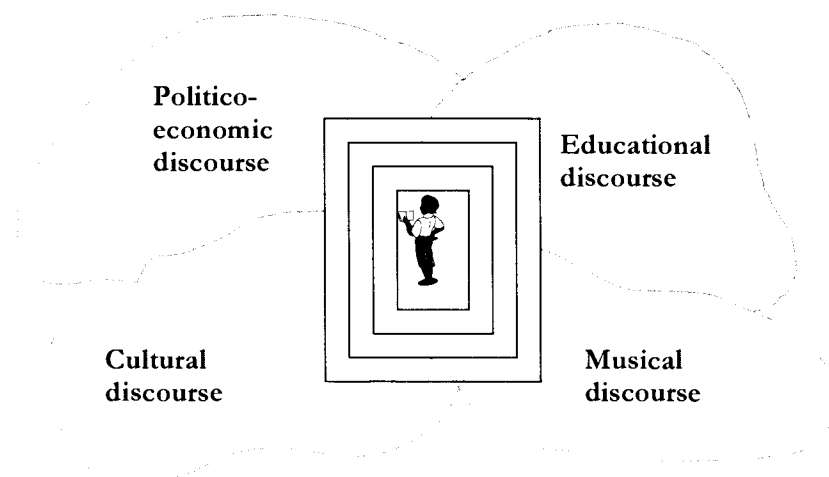 Politico-
economic
discourse
Educational
discourse
Cultural
discourse
Musical
discourse